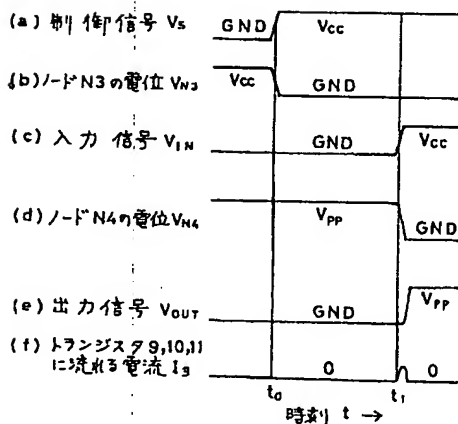 (a) 制御信号 VS GND VCC
(b) ノードN3の電位 VN3 VCC GND
(c) 入力信号 VIN GND VCC
(d) ノードN4の電位 VN4 VPP GND
(e) 出力信号 VOUT GND VPP
(f) トランジスタ9,10,11
に流れる電流 I3 0 0
t0 t1
時刻 t →